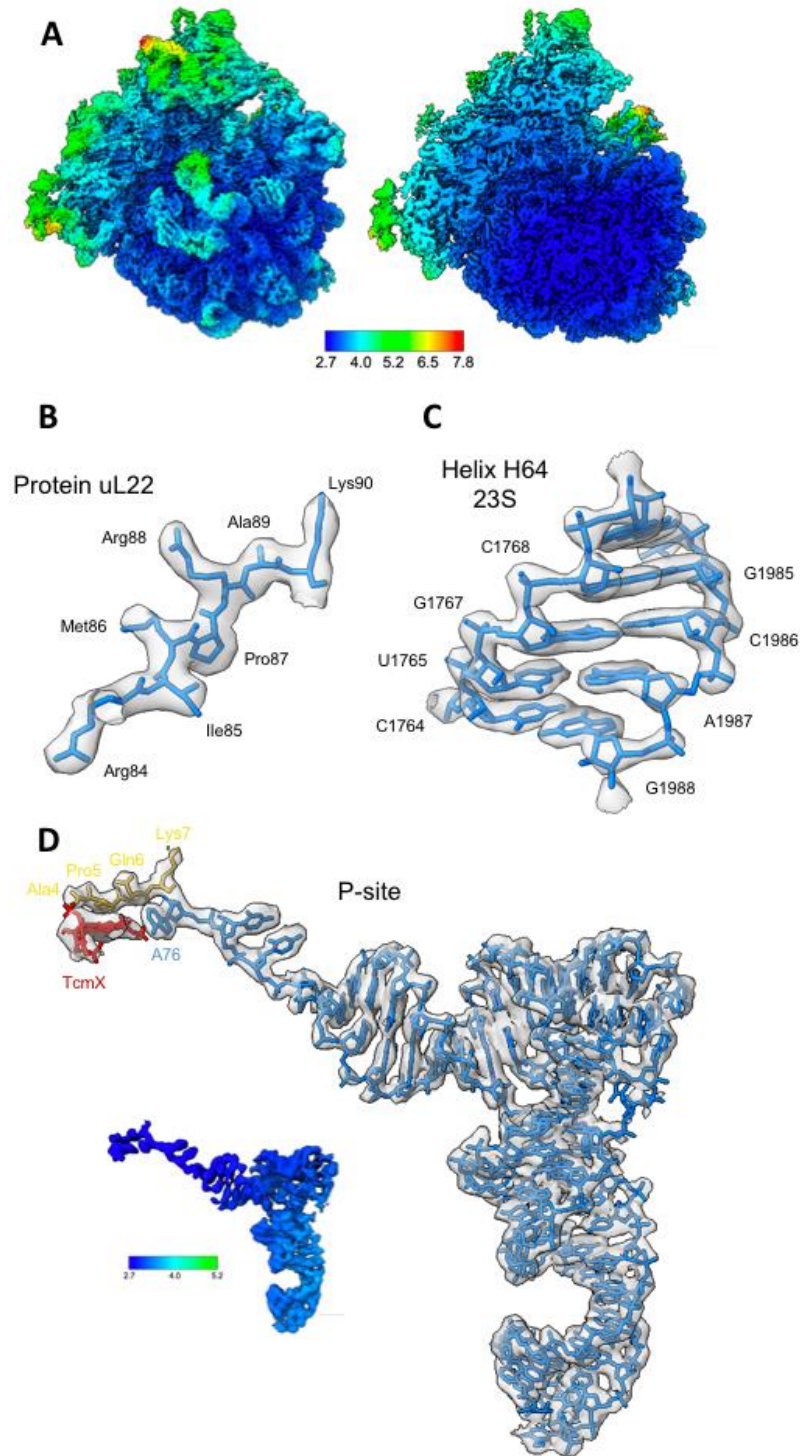 A
2.7 4.0 5.2 6.5 7.8
B
C
Protein uL22
Helix H64
23S
Lys90
Ala89
Arg88
C1768
G1985
G1767
C1986
Met86
U1765
Pro87
C1764
A1987
Ile85
Arg84
G1988
D
Lys7
Gln6
Pro5
Ala4
P-site
A76
TcmX
2.7 4.0 5.2